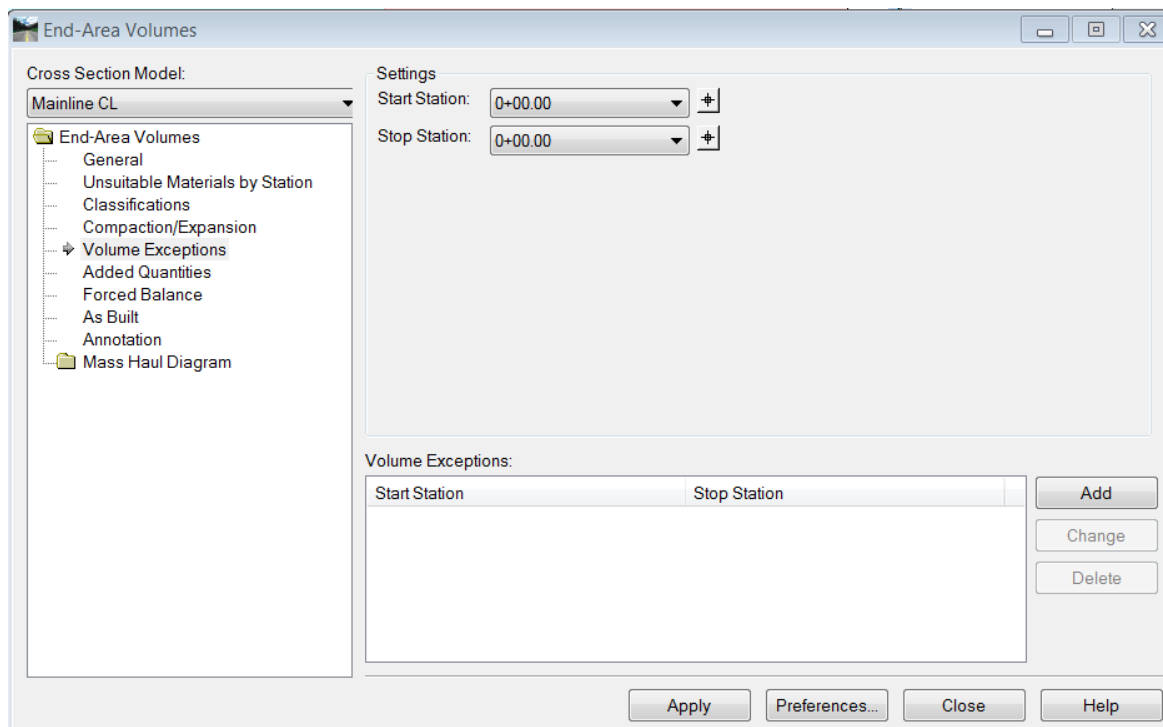 End-Area Volumes
Cross Section Model:
Mainline CL
End-Area Volumes
General
Unsuitable Materials by Station
Classifications
Compaction/Expansion
Volume Exceptions
Added Quantities
Forced Balance
As Built
Annotation
Mass Haul Diagram
Settings
Start Station: 0+00.00
Stop Station: 0+00.00
Volume Exceptions:
Start Station Stop Station
Add
Change
Delete
Apply Preferences... Close Help